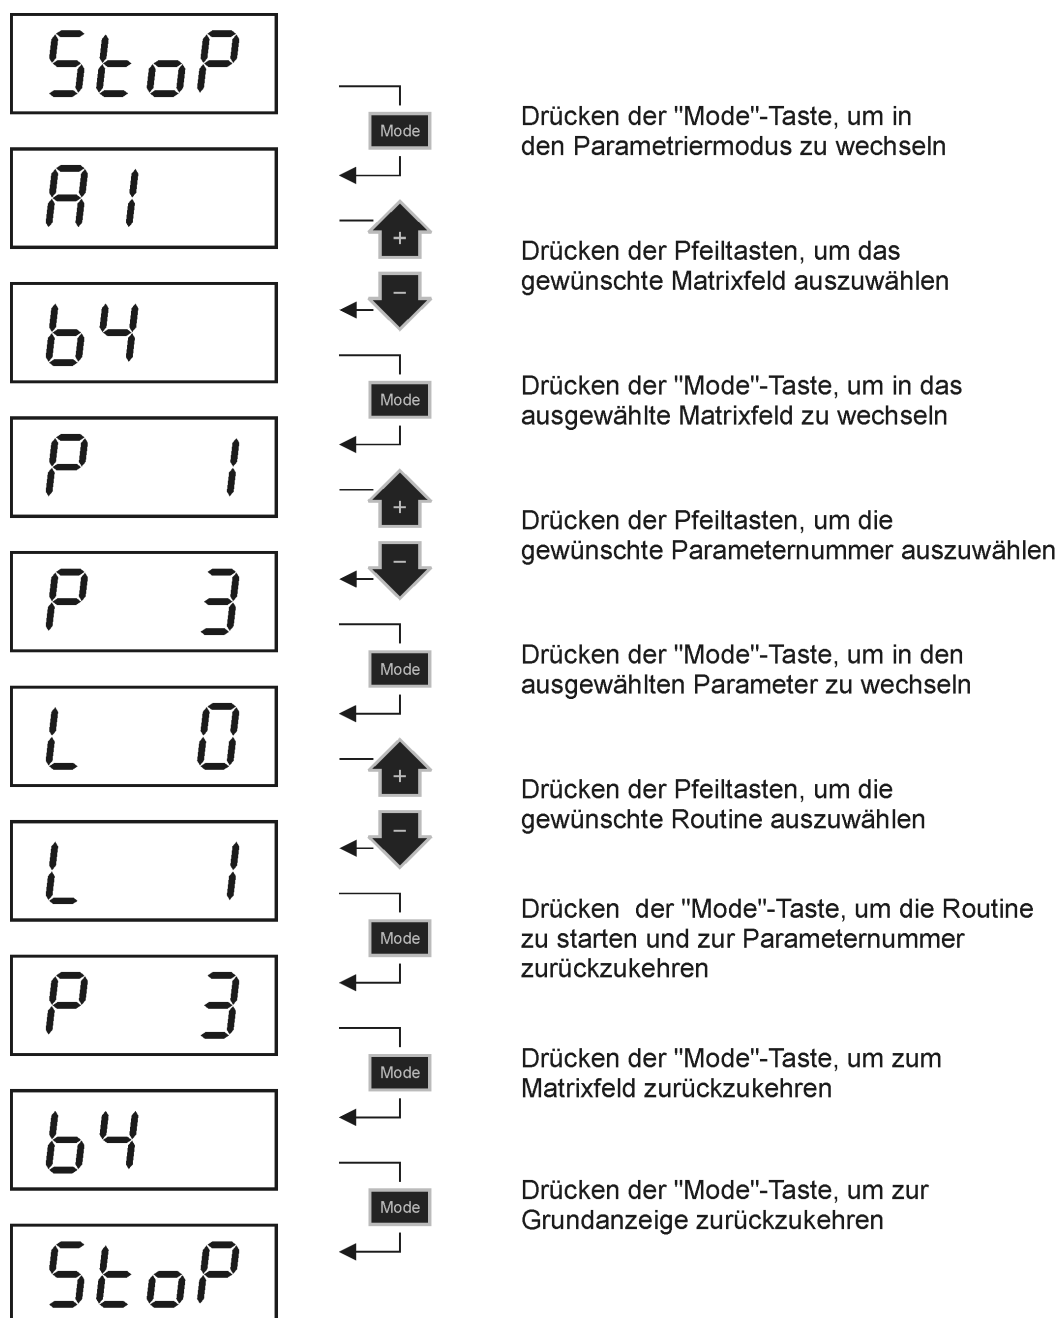 StoP
Mode
Drücken der "Mode"-Taste, um in
den Parametriermodus zu wechseln
A1
+
−
Drücken der Pfeiltasten, um das
gewünschte Matrixfeld auszuwählen
b4
Mode
Drücken der "Mode"-Taste, um in das
ausgewählte Matrixfeld zu wechseln
P 1
+
−
Drücken der Pfeiltasten, um die
gewünschte Parameternummer auszuwählen
P 3
Mode
Drücken der "Mode"-Taste, um in den
ausgewählten Parameter zu wechseln
L 0
+
−
Drücken der Pfeiltasten, um die
gewünschte Routine auszuwählen
L 1
Mode
Drücken der "Mode"-Taste, um die Routine
zu starten und zur Parameternummer
zurückzukehren
P 3
Mode
Drücken der "Mode"-Taste, um zum
Matrixfeld zurückzukehren
b4
Mode
Drücken der "Mode"-Taste, um zur
Grundanzeige zurückzukehren
StoP